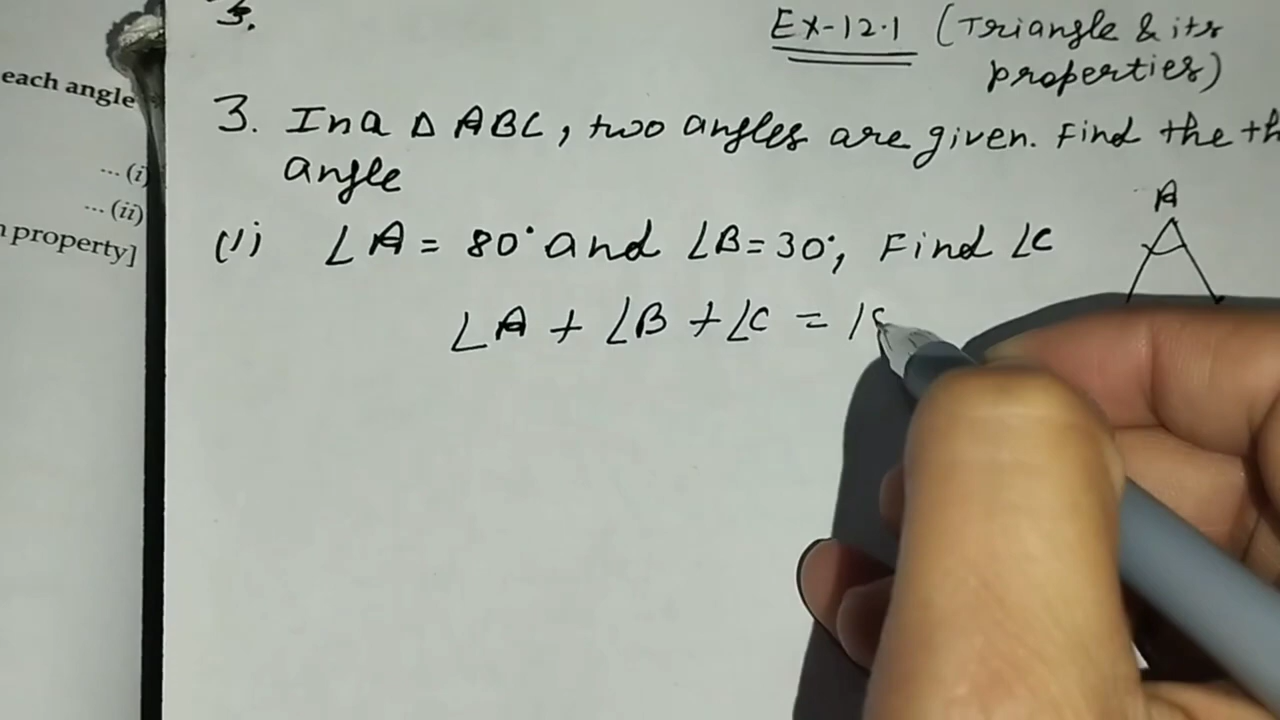 3.
Ex-12.1 (Triangle & its
properties)
each angle
3. In a Δ ABC, two angles are given. Find the
angle
... (i)
... (ii)
property]
A
(i) ∠A = 80° and ∠B = 30°, Find ∠C
∠A + ∠B + ∠C =